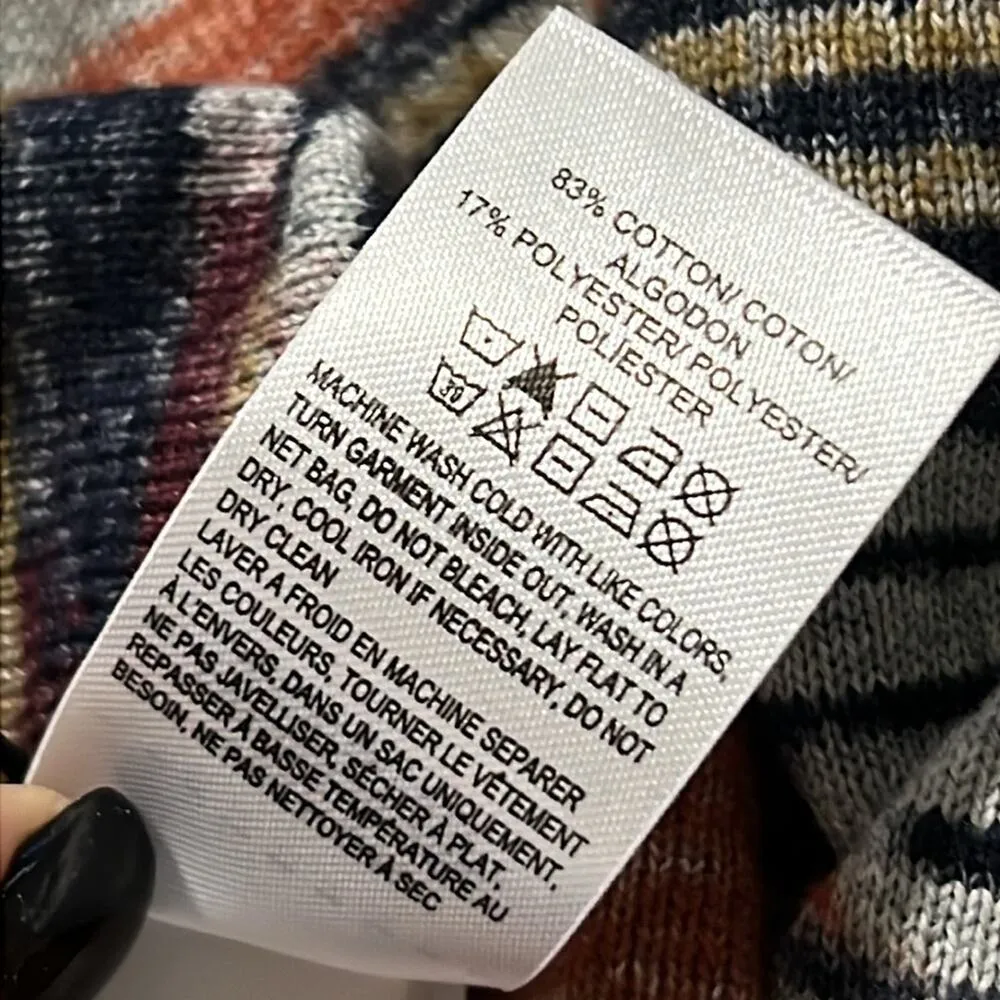 83% COTTON/ COTON/
ALGODON
17% POLYESTER/ POLYESTER/
POLIESTER
30
MACHINE WASH COLD WITH LIKE COLORS,
TURN GARMENT INSIDE OUT, WASH IN A
NET BAG, DO NOT BLEACH, LAY FLAT TO
DRY, COOL IRON IF NECESSARY, DO NOT
DRY CLEAN
LAVER A FROID EN MACHINE SEPARER
LES COULEURS, TOURNER LE VÊTEMENT
À L'ENVERS, DANS UN SAC UNIQUEMENT,
NE PAS JAVELLISER, SÉCHER À PLAT,
REPASSER À BASSE TEMPÉRATURE AU
BESOIN, NE PAS NETTOYER À SEC